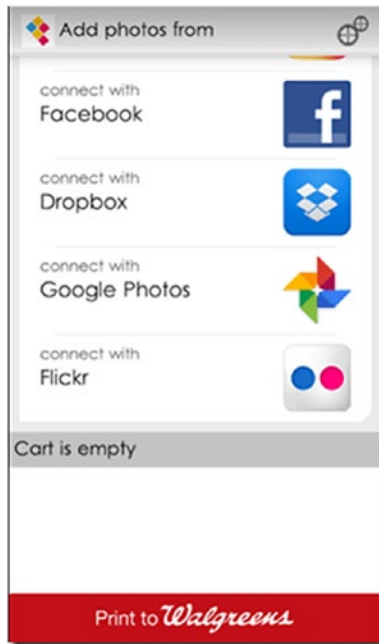 Add photos from
connect with
Facebook
connect with
Dropbox
connect with
Google Photos
connect with
Flickr
Cart is empty
Print to Walgreens